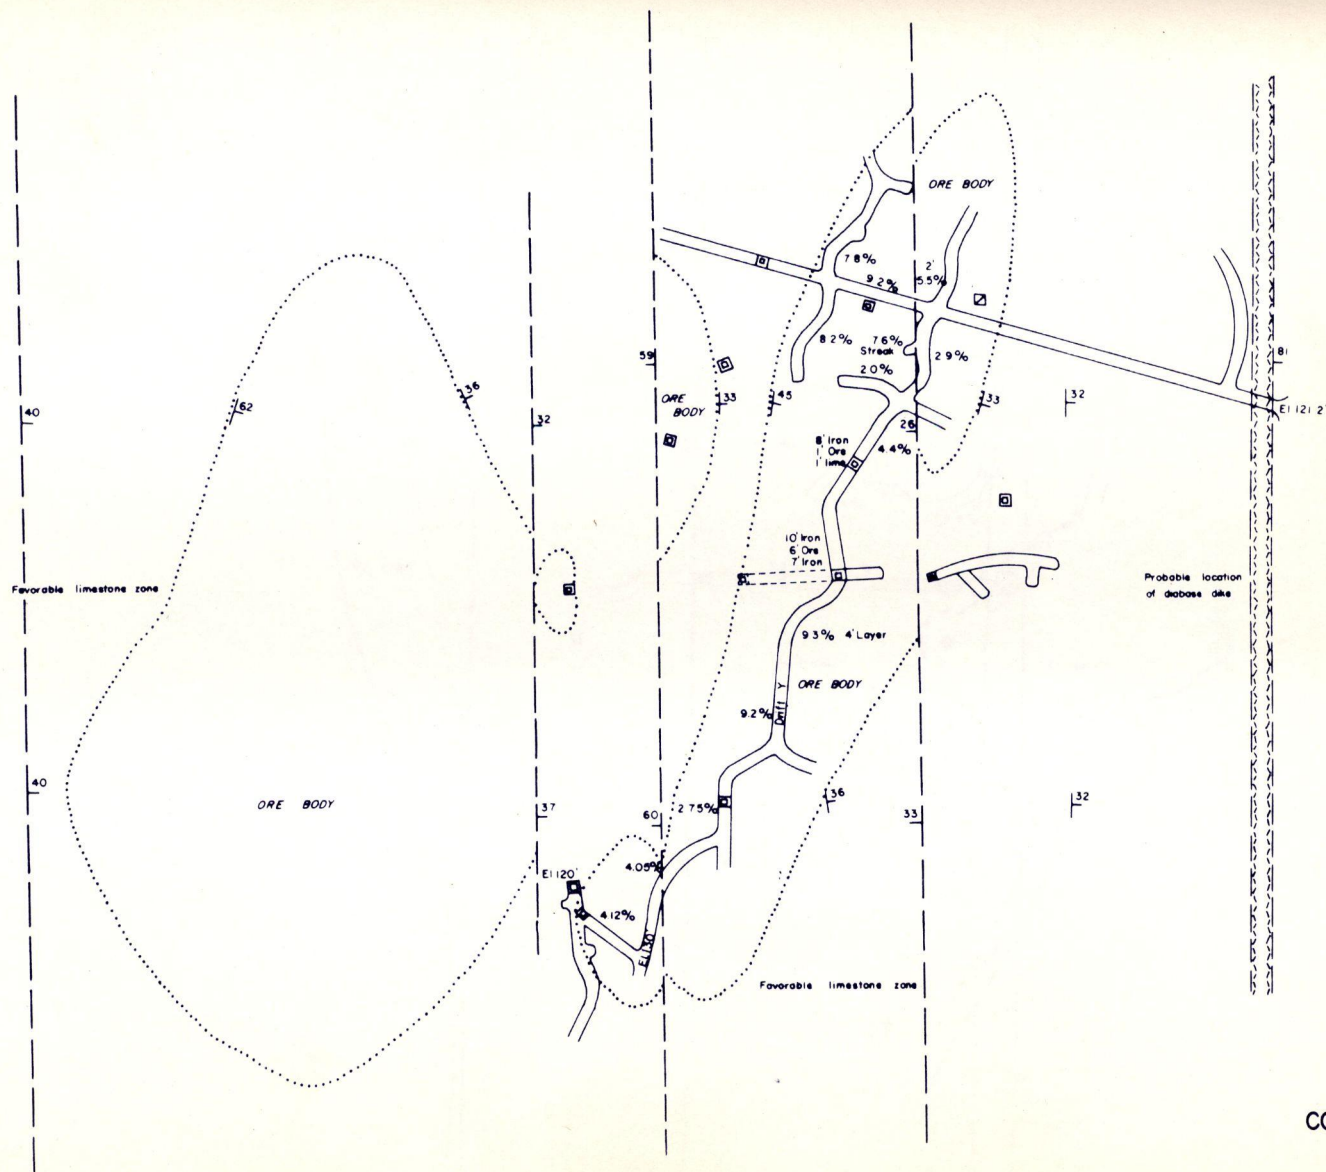 ORE BODY
7.8%
9.2%
2'
5.5%
8.2%
7.6%
Streak
2.0%
2.9%
59
81
36
62
40
32
ORE
BODY
33
45
33
32
El 121 2
26
8' Iron
1' Ore
1' lime
4.4%
10' Iron
6' Ore
7' Iron
Favorable limestone zone
Probable location
of diabase dike
9.3% 4' Layer
ORE BODY
Drift Y
9.2%
40
ORE BODY
37
60
2.75%
36
33
32
4.05%
El 120'
4.12%
El 130'
Favorable limestone zone
CO